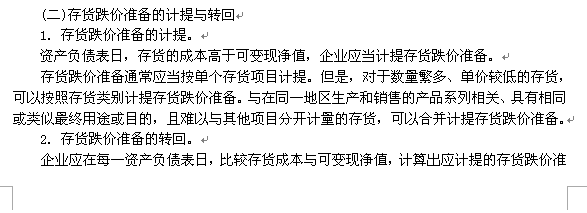 (二)存货跌价准备的计提与转回
1. 存货跌价准备的计提。
资产负债表日，存货的成本高于可变现净值，企业应当计提存货跌价准备。
存货跌价准备通常应当按单个存货项目计提。但是，对于数量繁多、单价较低的存货，
可以按照存货类别计提存货跌价准备。与在同一地区生产和销售的产品系列相关、具有相同
或类似最终用途或目的，且难以与其他项目分开计量的存货，可以合并计提存货跌价准备。
2. 存货跌价准备的转回。
企业应在每一资产负债表日，比较存货成本与可变现净值，计算出应计提的存货跌价准